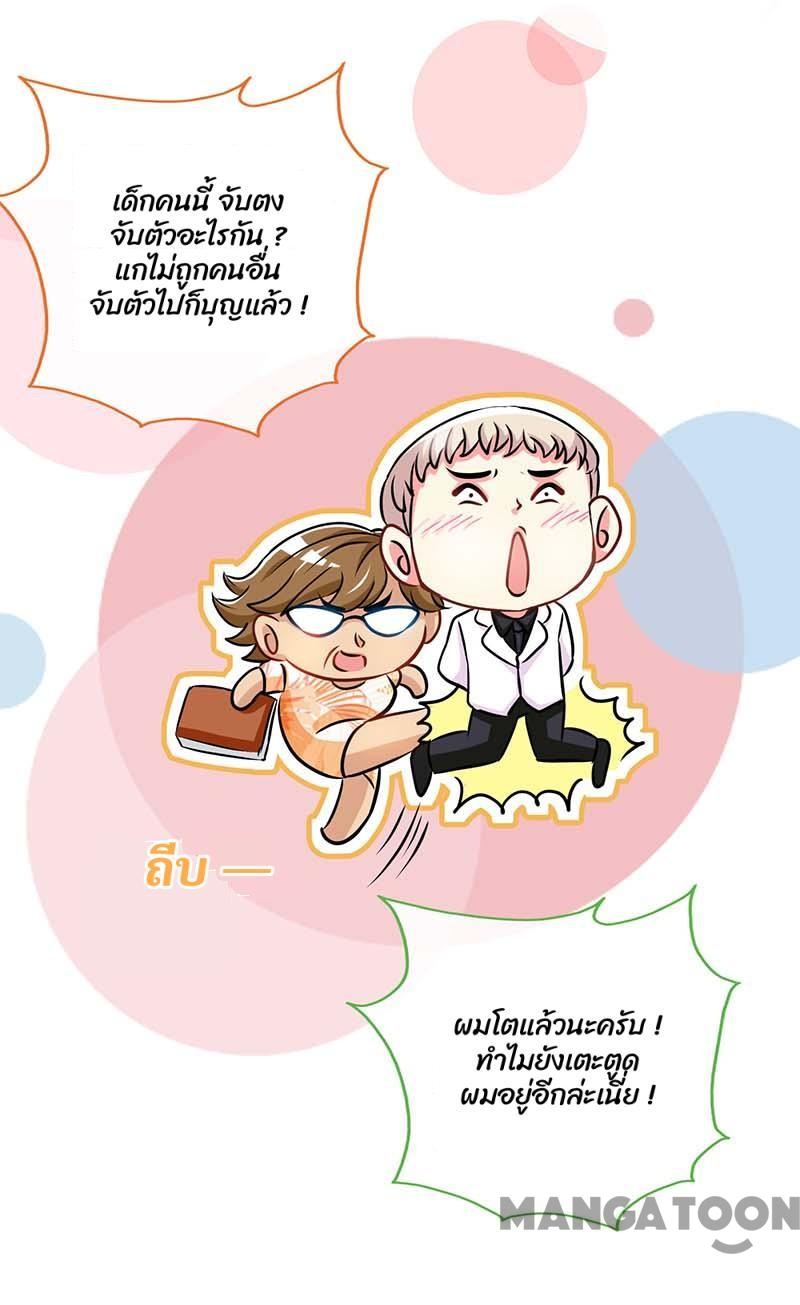 เด็กคนนี้ จับตง
จับตัวอะไรกัน ?
แกไม่ถูกคนอื่น
จับตัวไปก็บุญแล้ว !
ถีบ —
ผมโตแล้วนะครับ !
ทำไมยังเตะตูด
ผมอยู่อีกล่ะเนี่ย !
MANGATOON